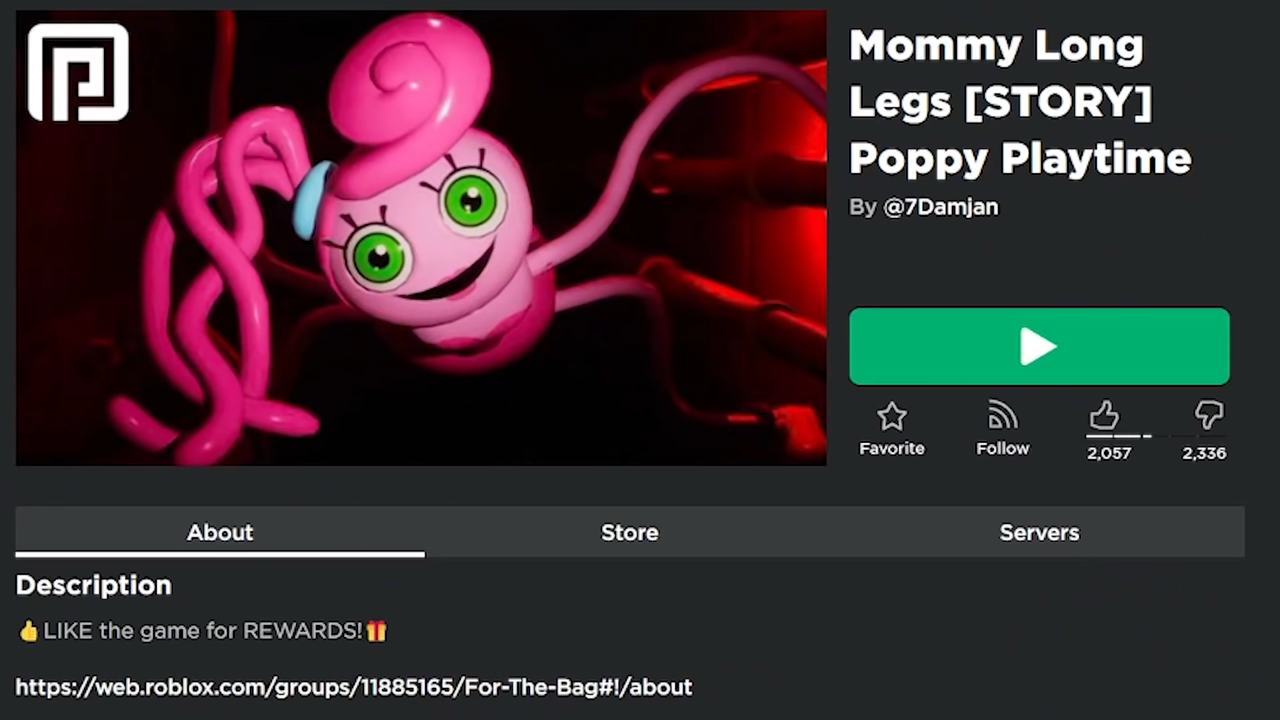 Mommy Long
Legs [STORY]
Poppy Playtime
By @7Damjan
Favorite
Follow
2,057
2,336
About
Store
Servers
Description
👍LIKE the game for REWARDS!🎁
https://web.roblox.com/groups/11885165/For-The-Bag#!/about